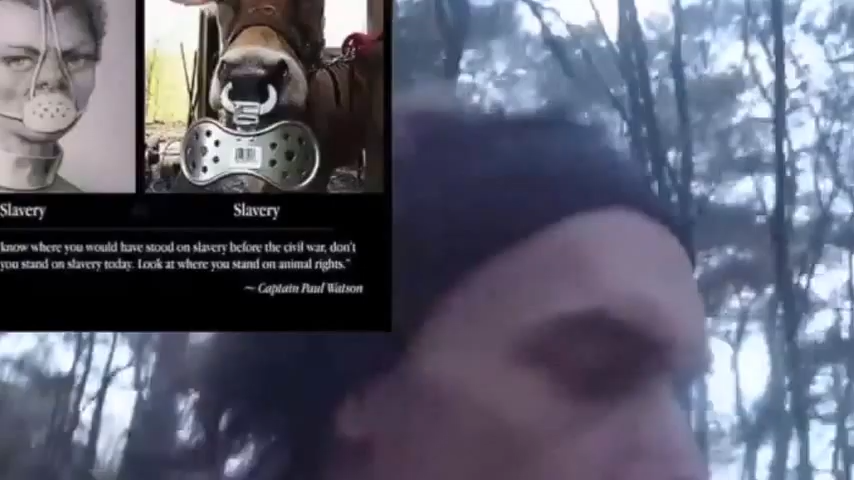 Slavery Slavery
know where you would have stood on slavery before the civil war, don't
you stand on slavery today. Look at where you stand on animal rights."
~ Captain Paul Watson